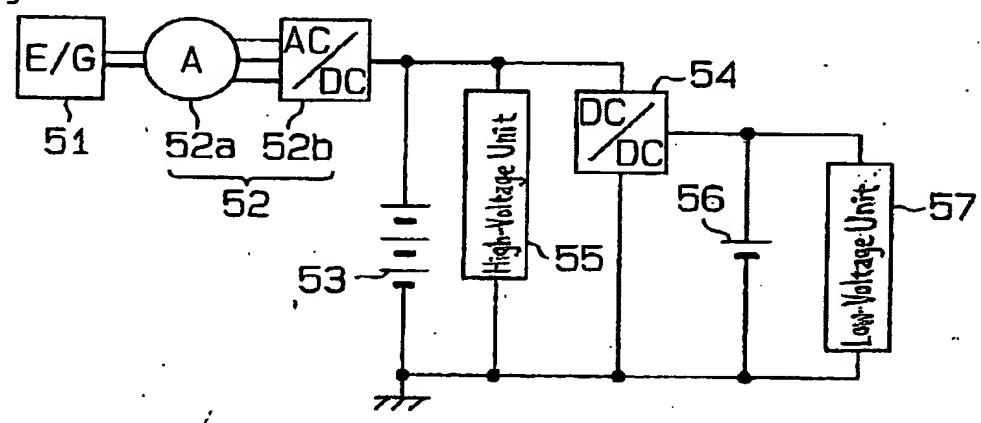 E/G
A
AC
DC
54
DC
DC
51
52a
52b
52
High-Voltage Unit
53
55
56
Low-Voltage Unit
57